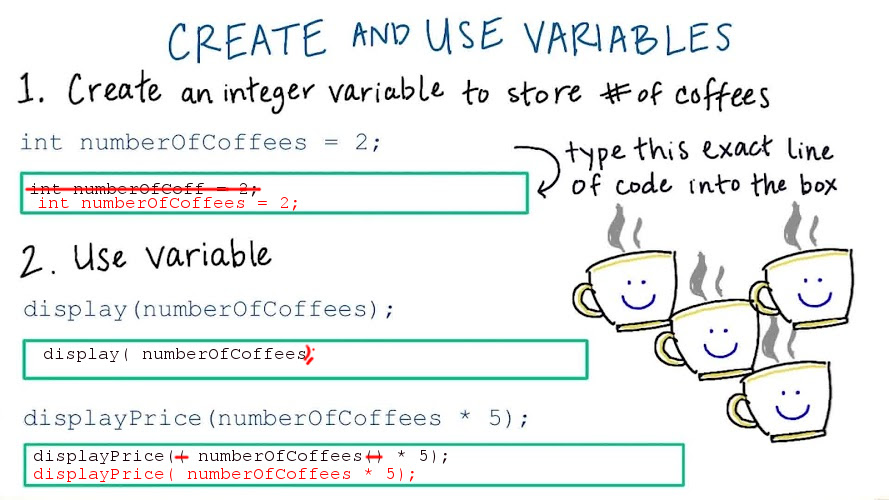 CREATE AND USE VARIABLES
1. Create an integer variable to store # of coffees
int numberOfCoffees = 2;
type this exact line
of code into the box
int numberOfCoff = 2;
int numberOfCoffees = 2;
2. Use variable
display(numberOfCoffees);
display( numberOfCoffees);
displayPrice(numberOfCoffees * 5);
displayPrice(( numberOfCoffees) * 5);
displayPrice( numberOfCoffees * 5);